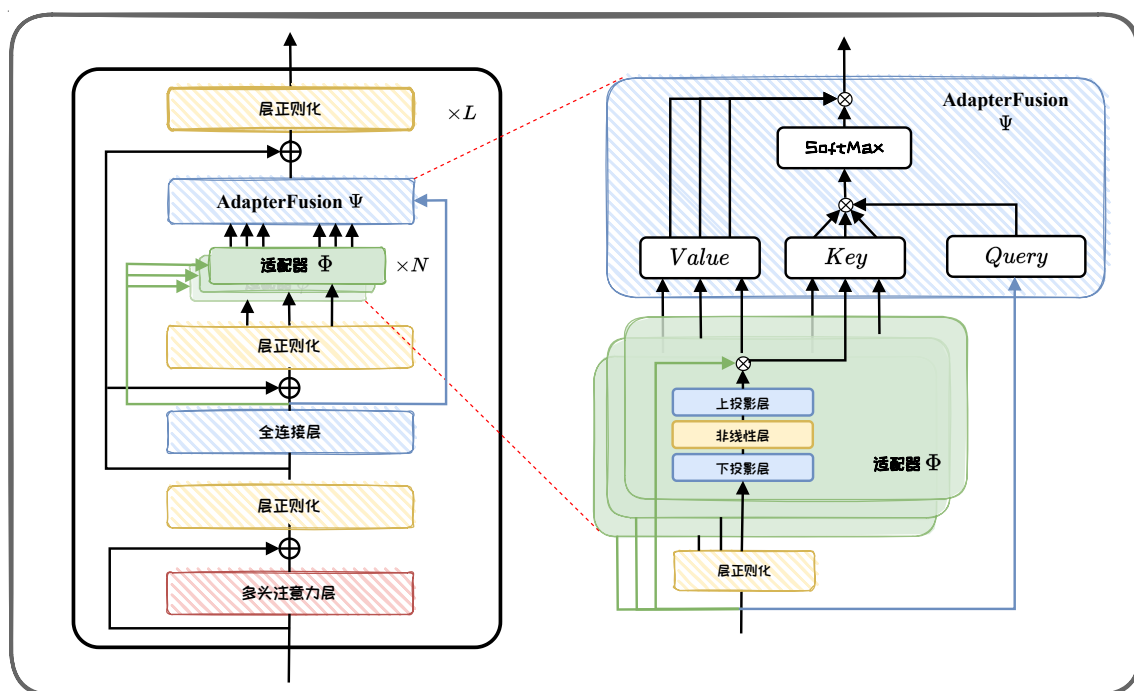 层正则化
×L
AdapterFusion Ψ
适配器 Φ
×N
层正则化
全连接层
层正则化
多头注意力层
AdapterFusion
Ψ
SoftMax
Value
Key
Query
上投影层
非线性层
下投影层
适配器 Φ
层正则化